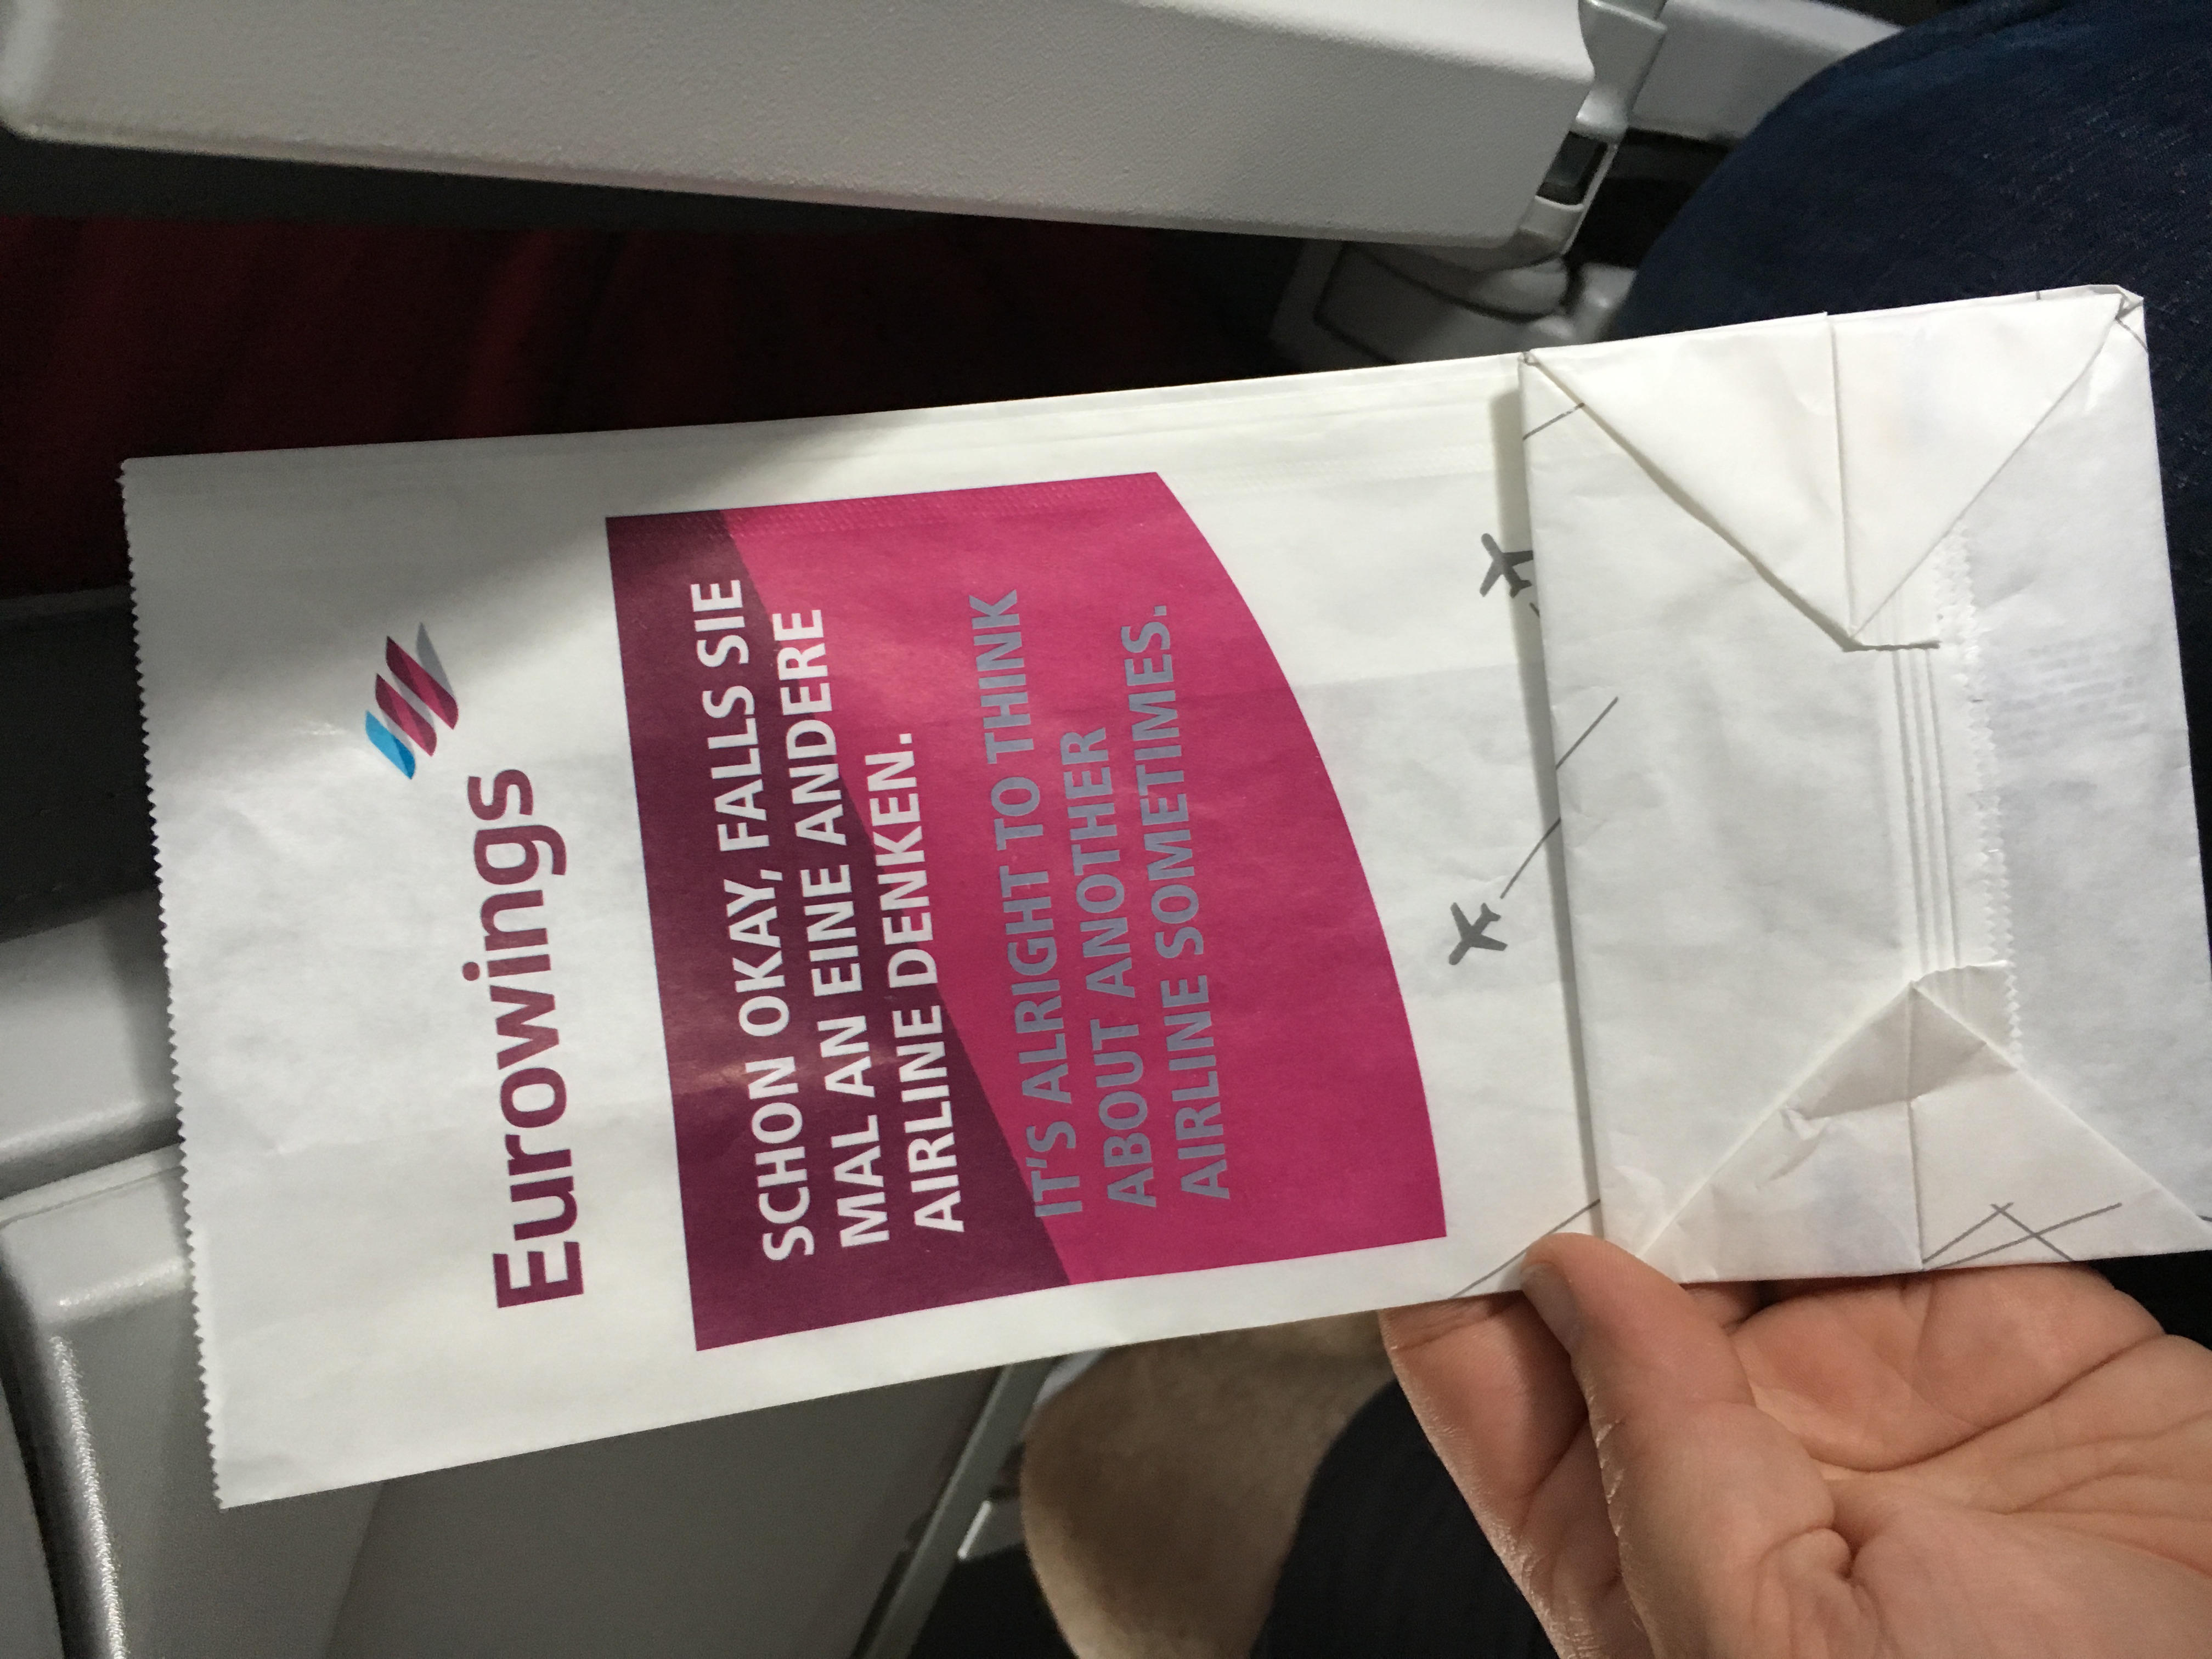 Eurowings
SCHON OKAY, FALLS SIE
MAL AN EINE ANDERE
AIRLINE DENKEN.
IT'S ALRIGHT TO THINK
ABOUT ANOTHER
AIRLINE SOMETIMES.